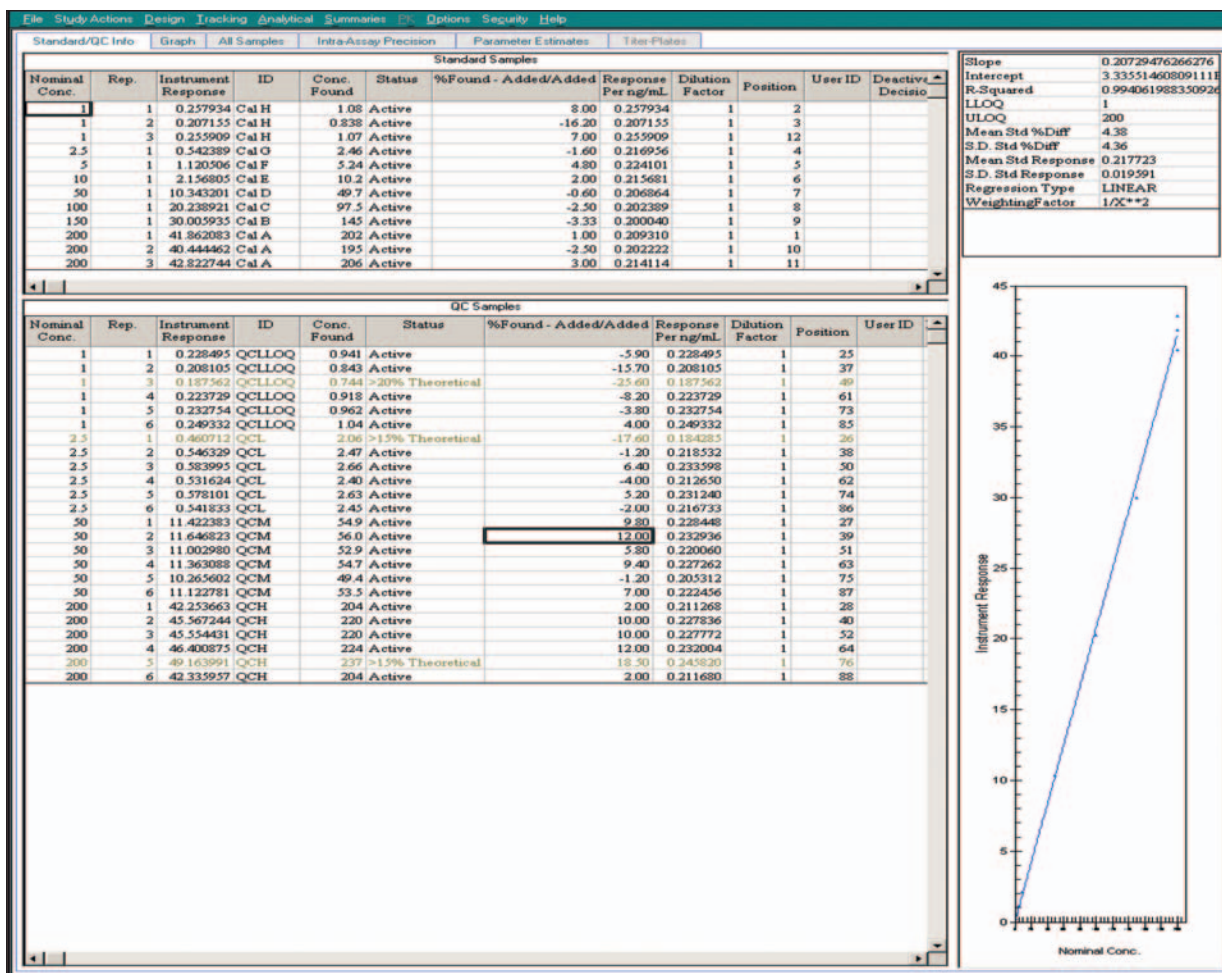 File Study Actions Design Tracking Analytical Summaries PK Options Security Help
Standard/QC Info Graph All Samples Intra-Assay Precision Parameter Estimates Titer-Plates
Standard Samples
Nominal Conc. Rep. Instrument Response ID Conc. Found Status %Found - Added/Added Response Per ng/mL Dilution Factor Position User ID Deactive Decisio
1 1 0.257934 Cal H 1.08 Active 8.00 0.257934 1 2
1 2 0.207155 Cal H 0.838 Active -16.20 0.207155 1 3
1 3 0.255909 Cal H 1.07 Active 7.00 0.255909 1 12
2.5 1 0.542389 Cal G 2.46 Active -1.60 0.216956 1 4
5 1 1.120506 Cal F 5.24 Active 4.80 0.224101 1 5
10 1 2.156805 Cal E 10.2 Active 2.00 0.215681 1 6
50 1 10.343201 Cal D 49.7 Active -0.60 0.206864 1 7
100 1 20.238921 Cal C 97.5 Active -2.50 0.202389 1 8
150 1 30.005935 Cal B 145 Active -3.33 0.200040 1 9
200 1 41.862083 Cal A 202 Active 1.00 0.209310 1 1
200 2 40.444462 Cal A 195 Active -2.50 0.202222 1 10
200 3 42.822744 Cal A 206 Active 3.00 0.214114 1 11
Slope 0.20729476266276
Intercept 3.33551460809111E
R-Squared 0.994061988350926
LLOQ 1
ULOQ 200
Mean Std %Diff 4.38
S.D. Std %Diff 4.36
Mean Std Response 0.217723
S.D. Std Response 0.019591
Regression Type LINEAR
WeightingFactor 1/X**2
QC Samples
Nominal Conc. Rep. Instrument Response ID Conc. Found Status %Found - Added/Added Response Per ng/mL Dilution Factor Position User ID
1 1 0.228495 QCLLOQ 0.941 Active -5.90 0.228495 1 25
1 2 0.208105 QCLLOQ 0.843 Active -15.70 0.208105 1 37
1 3 0.187562 QCLLOQ 0.744 >20% Theoretical -25.60 0.187562 1 49
1 4 0.223729 QCLLOQ 0.918 Active -8.20 0.223729 1 61
1 5 0.232754 QCLLOQ 0.962 Active -3.80 0.232754 1 73
1 6 0.249332 QCLLOQ 1.04 Active 4.00 0.249332 1 85
2.5 1 0.460712 QCL 2.06 >15% Theoretical -17.60 0.184285 1 26
2.5 2 0.546329 QCL 2.47 Active -1.20 0.218532 1 38
2.5 3 0.583995 QCL 2.66 Active 6.40 0.233598 1 50
2.5 4 0.531624 QCL 2.40 Active -4.00 0.212650 1 62
2.5 5 0.578101 QCL 2.63 Active 5.20 0.231240 1 74
2.5 6 0.541833 QCL 2.45 Active -2.00 0.216733 1 86
50 1 11.422383 QCM 54.9 Active 9.80 0.228448 1 27
50 2 11.646823 QCM 56.0 Active 12.00 0.232936 1 39
50 3 11.002980 QCM 52.9 Active 5.80 0.220060 1 51
50 4 11.363088 QCM 54.7 Active 9.40 0.227262 1 63
50 5 10.265602 QCM 49.4 Active -1.20 0.205312 1 75
50 6 11.122781 QCM 53.5 Active 7.00 0.222456 1 87
200 1 42.253663 QCH 204 Active 2.00 0.211268 1 28
200 2 45.567244 QCH 220 Active 10.00 0.227836 1 40
200 3 45.554431 QCH 220 Active 10.00 0.227772 1 52
200 4 46.400875 QCH 224 Active 12.00 0.232004 1 64
200 5 49.163991 QCH 237 >15% Theoretical 18.50 0.245820 1 76
200 6 42.335957 QCH 204 Active 2.00 0.211680 1 88
45
40
35
30
25
20
15
10
5
0
Instrument Response
Nominal Conc.